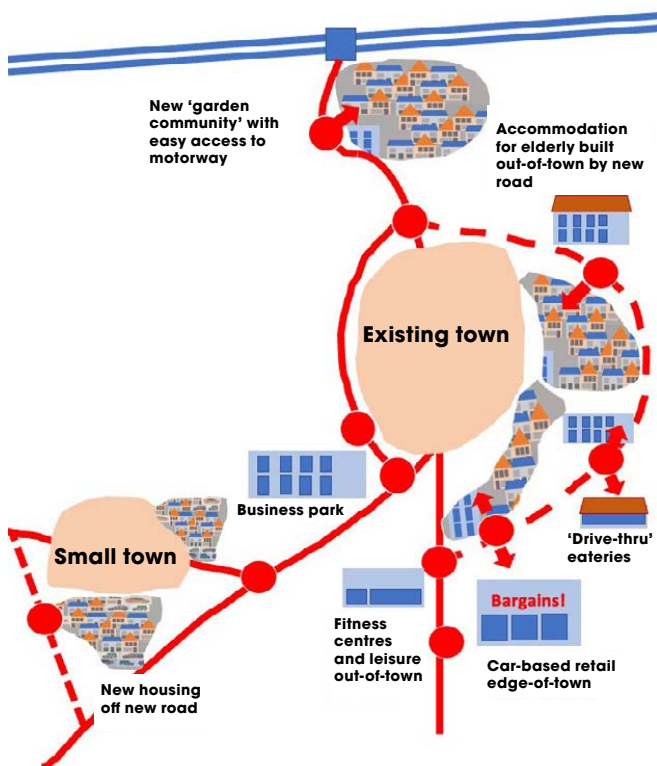 New ‘garden
community’ with
easy access to
motorway
Accommodation
for elderly built
out-of-town by new
road
Existing town
Business park
Small town
‘Drive-thru’
eateries
Bargains!
Fitness
centres
and leisure
out-of-town
Car-based retail
edge-of-town
New housing
off new road